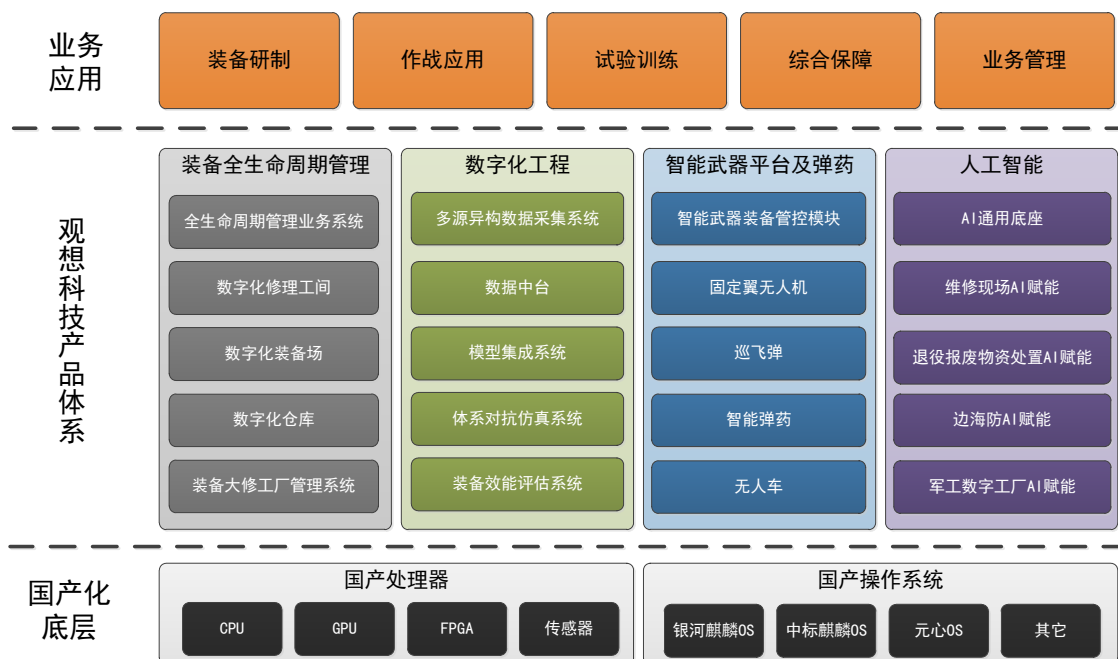 业务
应用
装备研制
作战应用
试验训练
综合保障
业务管理
观想科技产品体系
装备全生命周期管理
全生命周期管理业务系统
数字化修理工间
数字化装备场
数字化仓库
装备大修工厂管理系统
数字化工程
多源异构数据采集系统
数据中台
模型集成系统
体系对抗仿真系统
装备效能评估系统
智能武器平台及弹药
智能武器装备管控模块
固定翼无人机
巡飞弹
智能弹药
无人车
人工智能
AI通用底座
维修现场AI赋能
退役报废物资处置AI赋能
边海防AI赋能
军工数字工厂AI赋能
国产化
底层
国产处理器
CPU
GPU
FPGA
传感器
国产操作系统
银河麒麟OS
中标麒麟OS
元心OS
其它